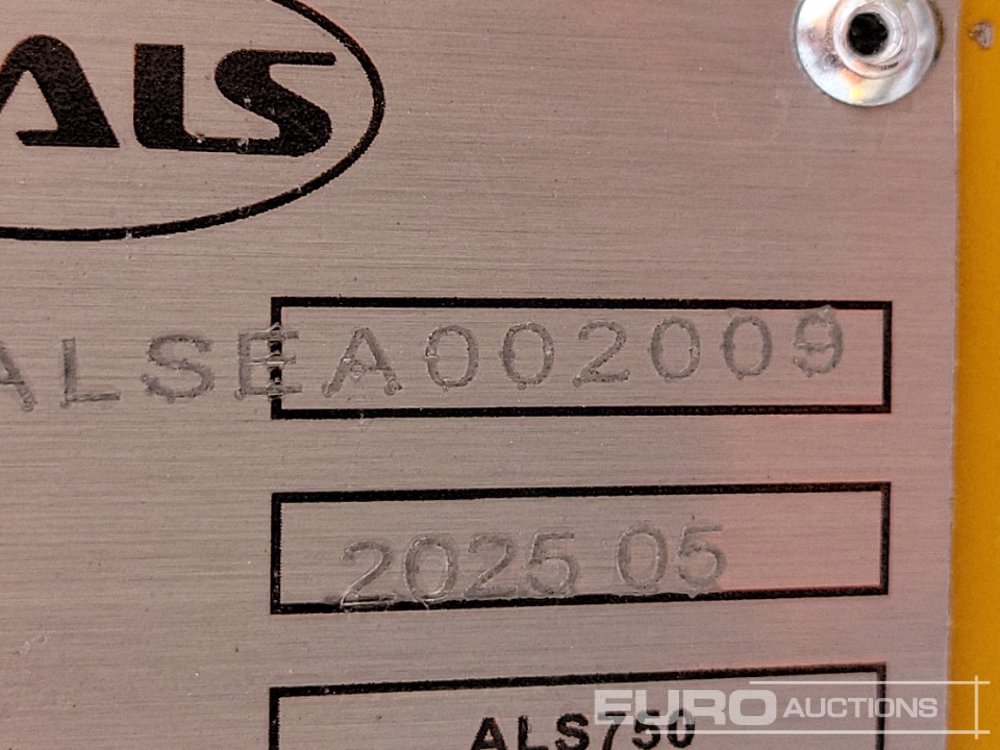 ALS
ALSEA002009
2025 05
ALS750
EURO AUCTIONS